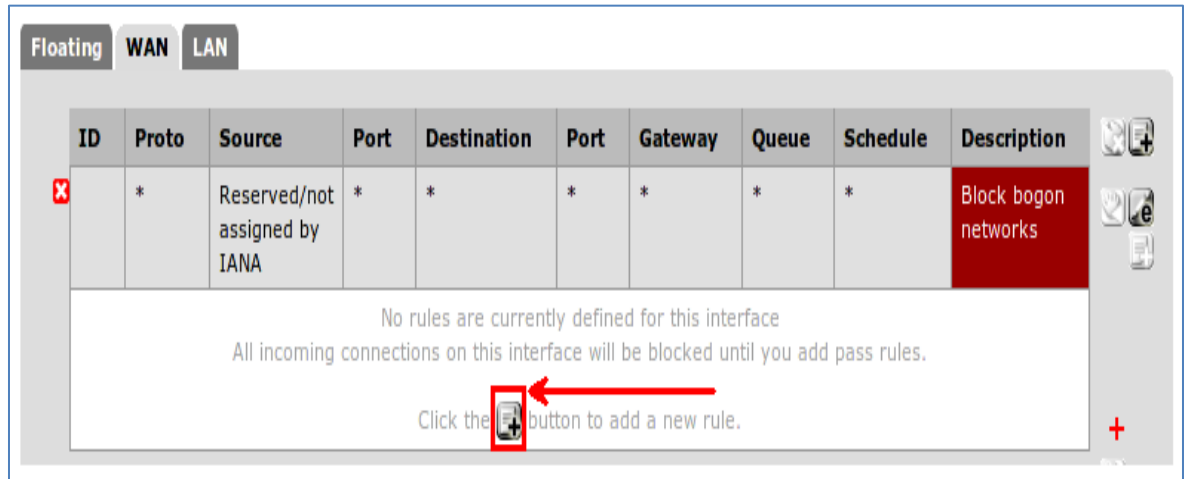 Floating WAN LAN
ID Proto Source Port Destination Port Gateway Queue Schedule Description
* Reserved/not * * * * * * Block bogon
assigned by networks
IANA
No rules are currently defined for this interface
All incoming connections on this interface will be blocked until you add pass rules.
Click the button to add a new rule.